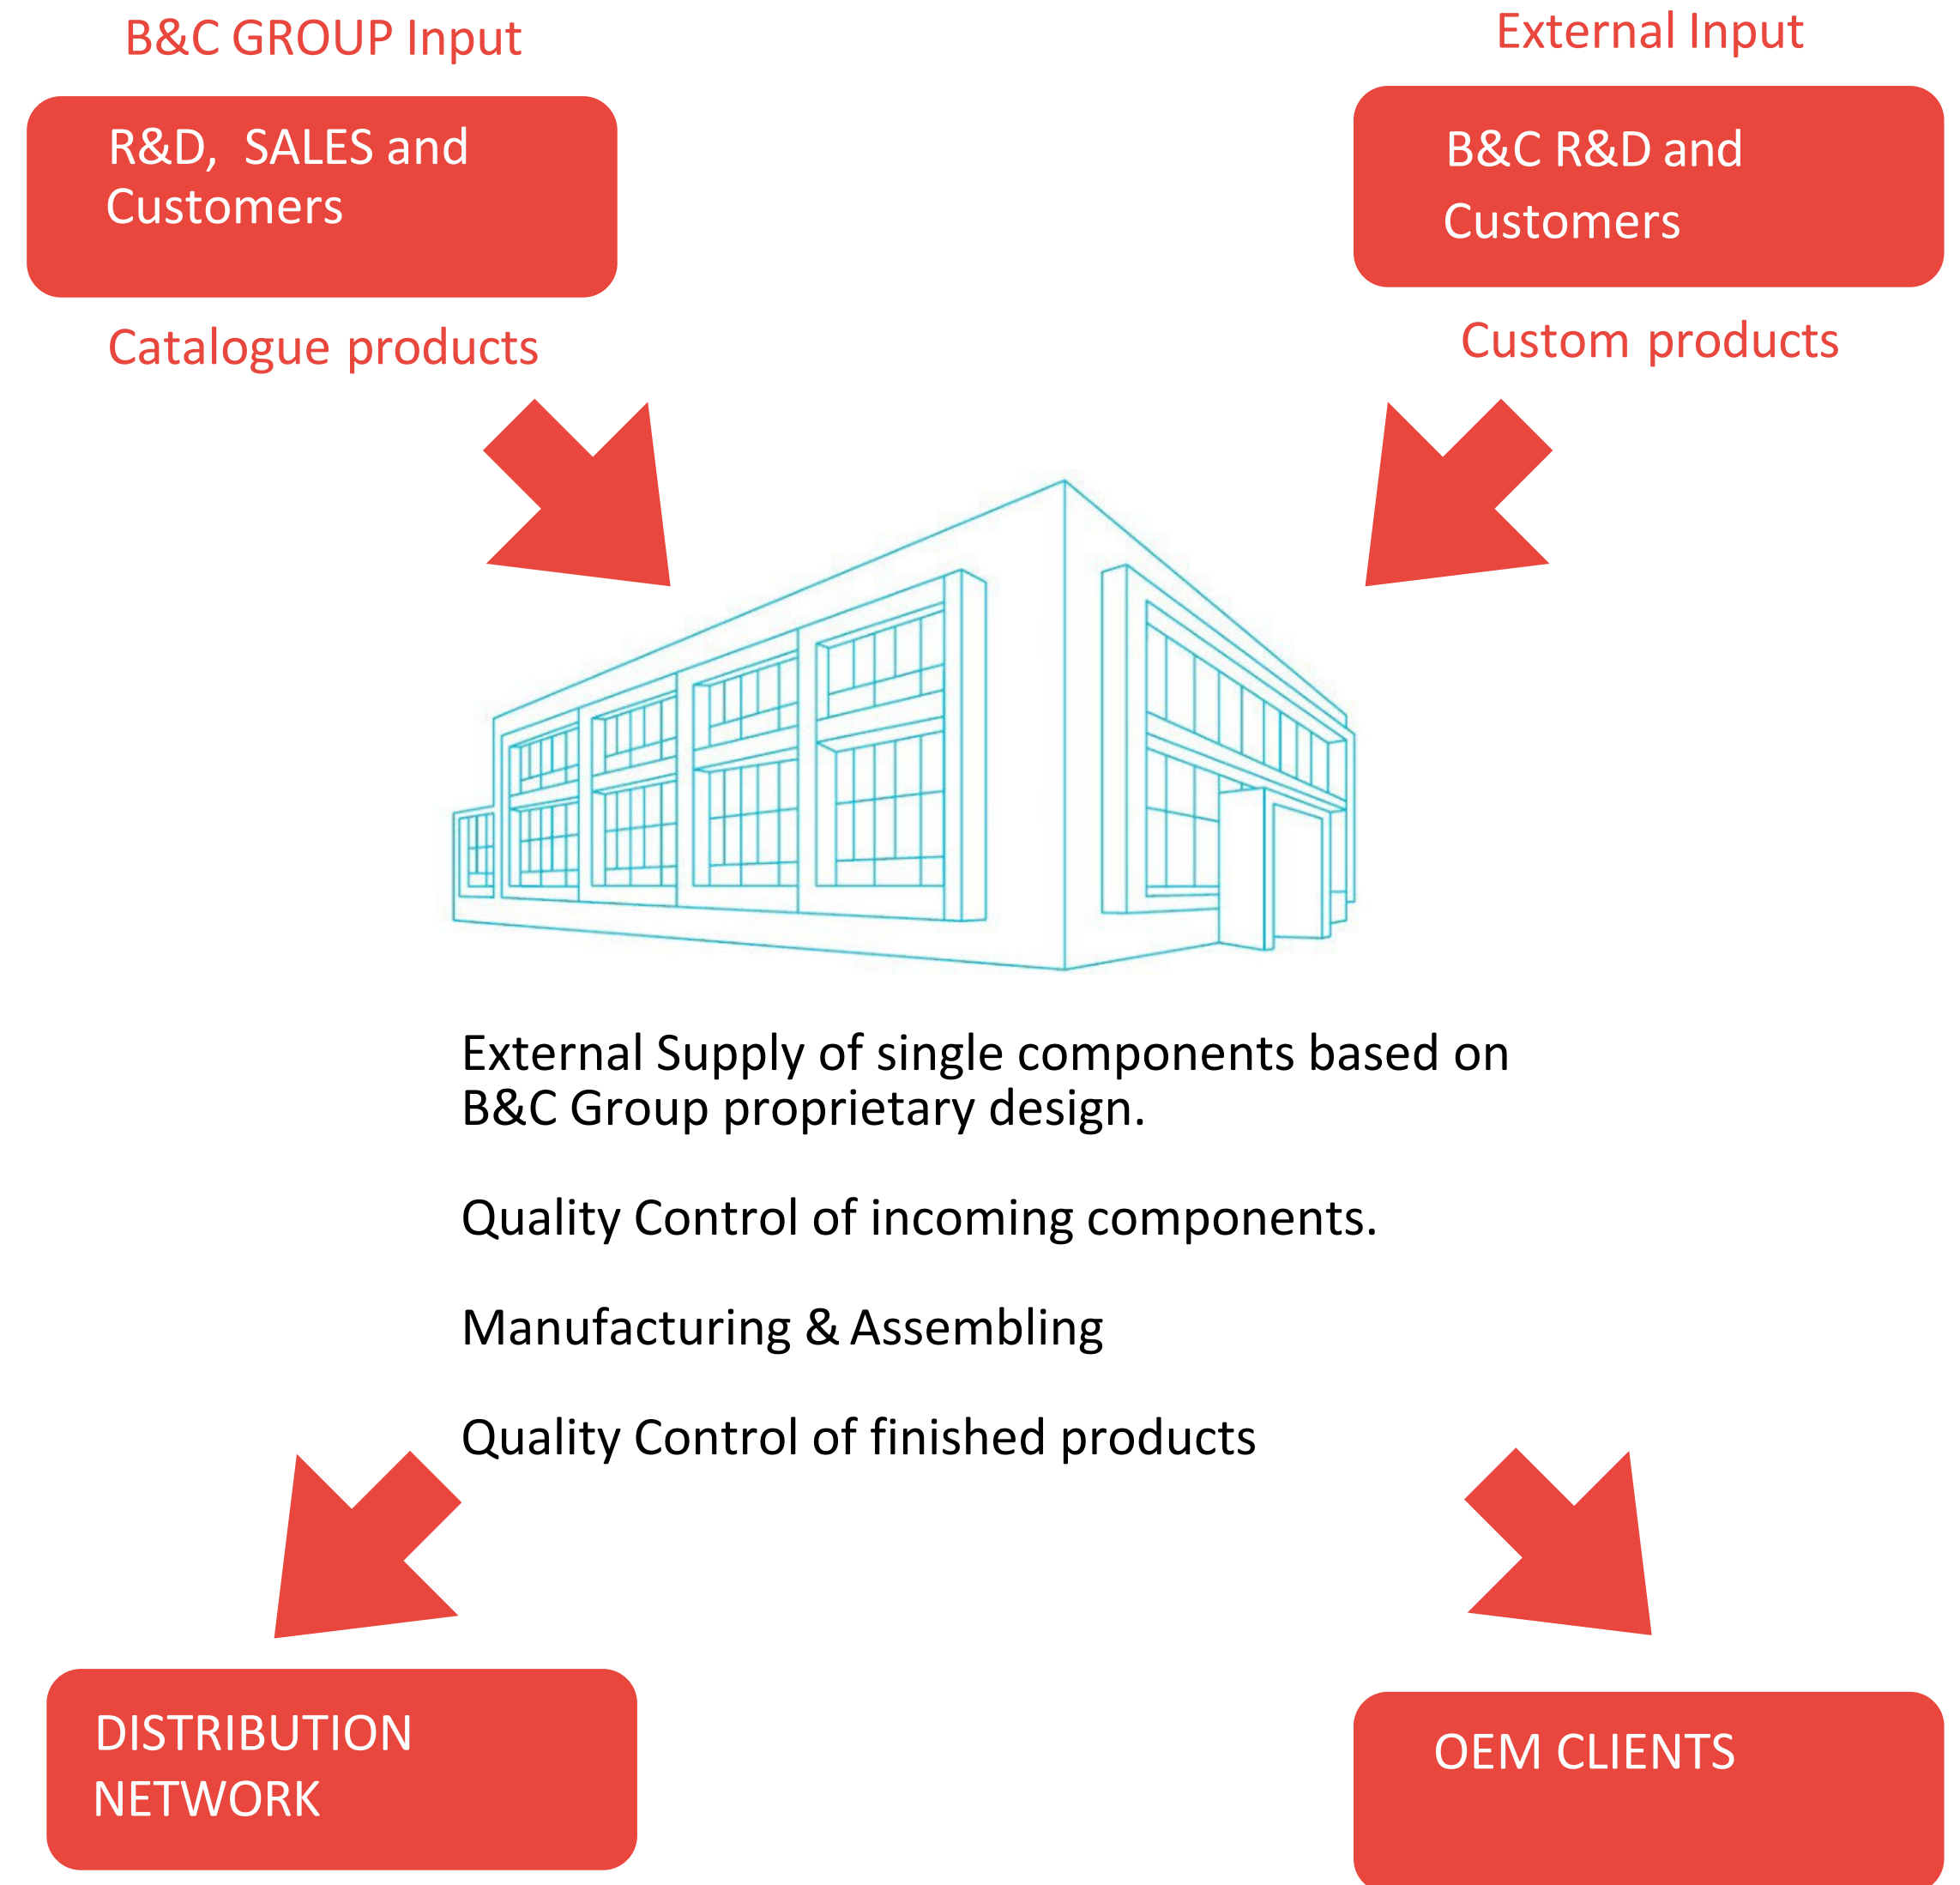 B&C GROUP Input
R&D, SALES and
Customers
Catalogue products
External Input
B&C R&D and
Customers
Custom products
External Supply of single components based on
B&C Group proprietary design.
Quality Control of incoming components.
Manufacturing & Assembling
Quality Control of finished products
DISTRIBUTION
NETWORK
OEM CLIENTS